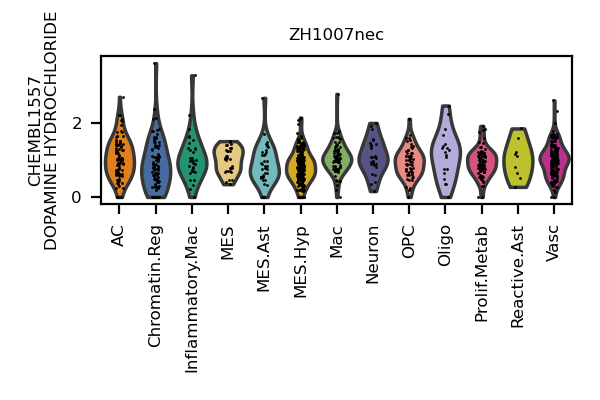 ZH1007nec
CHEMBL1557
DOPAMINE HYDROCHLORIDE
2
0
AC
Chromatin.Reg
Inflammatory.Mac
MES
MES.Ast
MES.Hyp
Mac
Neuron
OPC
Oligo
Prolif.Metab
Reactive.Ast
Vasc